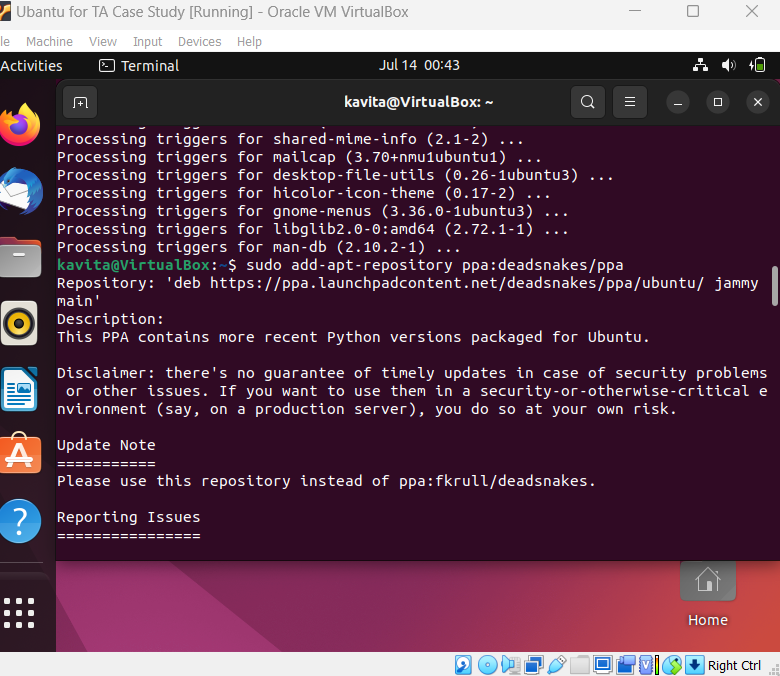 Ubantu for TA Case Study [Running] - Oracle VM VirtualBox
le Machine View Input Devices Help
Activities Terminal Jul 14 00:43
kavita@VirtualBox: ~
Processing triggers for shared-mime-info (2.1-2) ...
Processing triggers for mailcap (3.70+nmu1ubuntu1) ...
Processing triggers for desktop-file-utils (0.26-1ubuntu3) ...
Processing triggers for hicolor-icon-theme (0.17-2) ...
Processing triggers for gnome-menus (3.36.0-1ubuntu3) ...
Processing triggers for libglib2.0-0:amd64 (2.72.1-1) ...
Processing triggers for man-db (2.10.2-1) ...
kavita@VirtualBox:~$ sudo add-apt-repository ppa:deadsnakes/ppa
Repository: 'deb https://ppa.launchpadcontent.net/deadsnakes/ppa/ubuntu/ jammy
main'
Description:
This PPA contains more recent Python versions packaged for Ubuntu.
Disclaimer: there's no guarantee of timely updates in case of security problems
or other issues. If you want to use them in a security-or-otherwise-critical e
nvironment (say, on a production server), you do so at your own risk.
Update Note
===========
Please use this repository instead of ppa:fkrull/deadsnakes.
Reporting Issues
================
Home
Right Ctrl